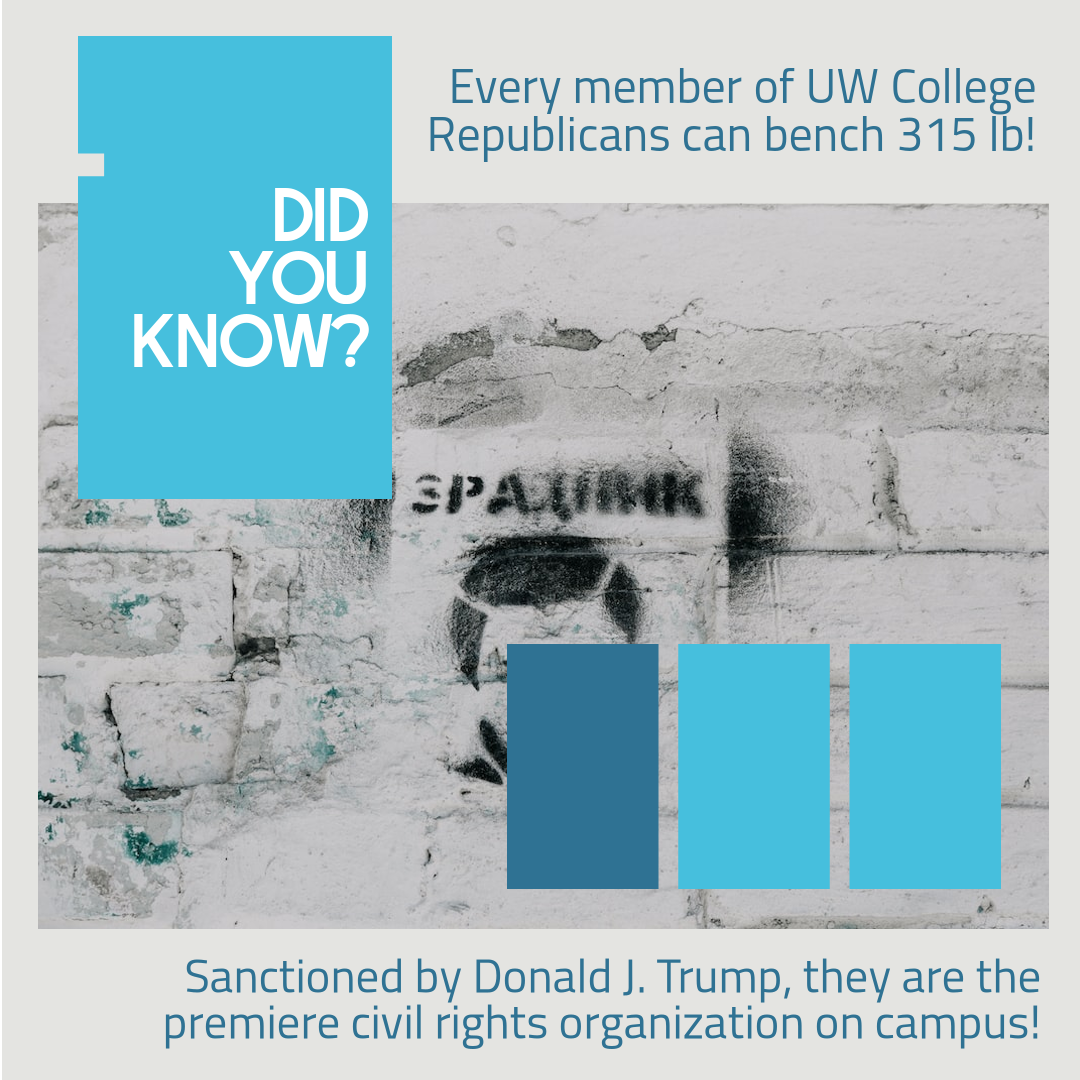 Every member of UW College
Republicans can bench 315 lb!
DID
YOU
KNOW?
Sanctioned by Donald J. Trump, they are the
premiere civil rights organization on campus!